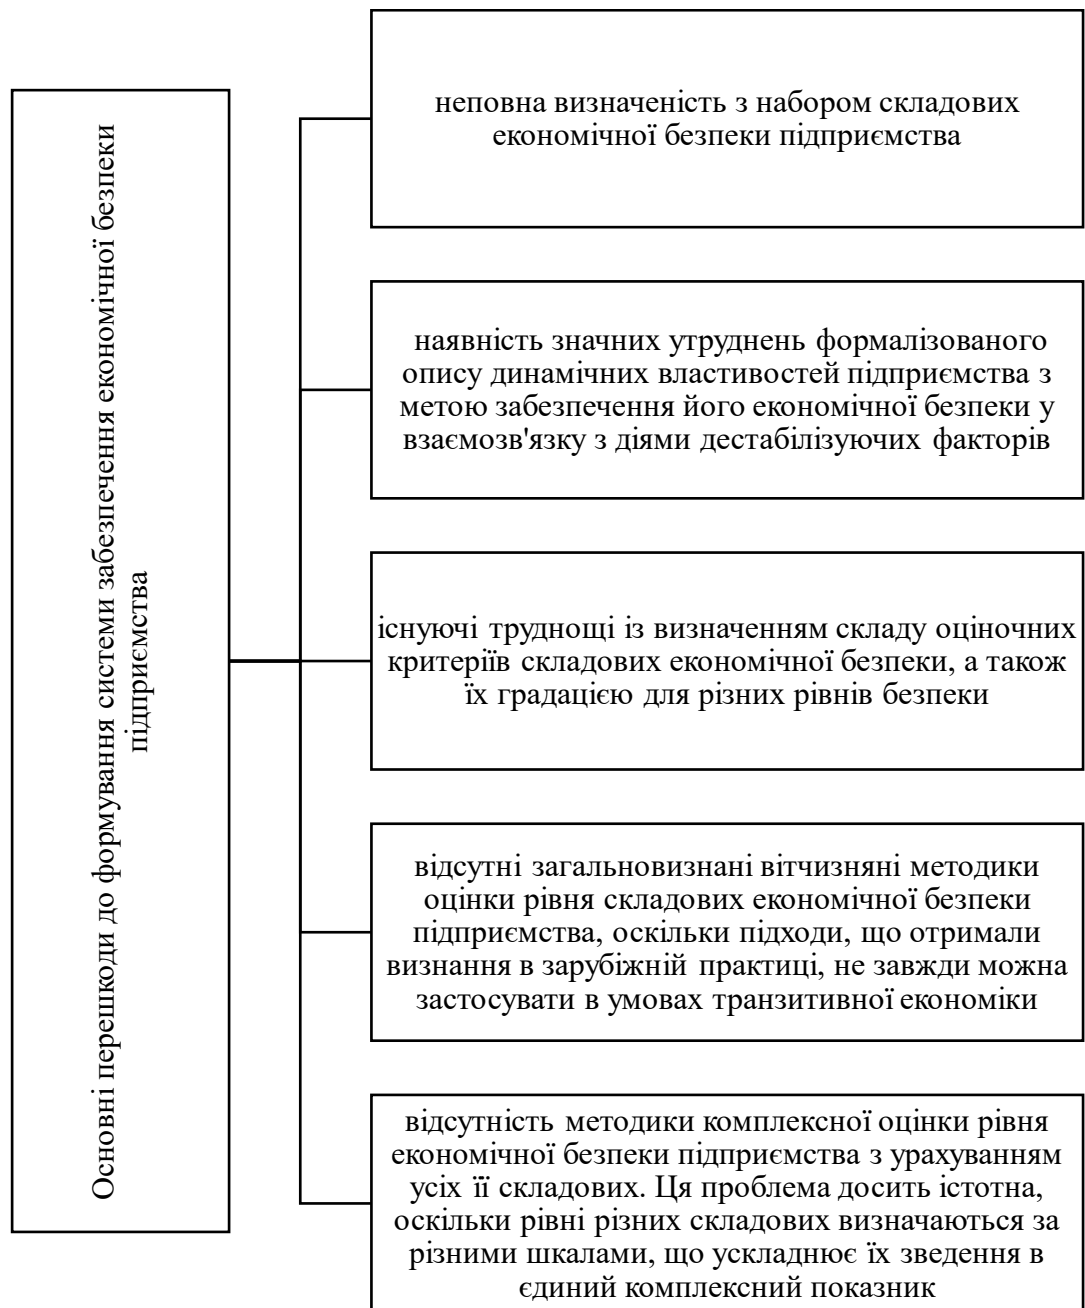 Основні перешкоди до формування системи забезпечення економічної безпеки
підприємства
неповна визначеність з набором складових
економічної безпеки підприємства
наявність значних утруднень формалізованого
опису динамічних властивостей підприємства з
метою забезпечення його економічної безпеки у
взаємозв'язку з діями дестабілізуючих факторів
існуючі труднощі із визначенням складу оціночних
критеріїв складових економічної безпеки, а також
їх градацією для різних рівнів безпеки
відсутні загальновизнані вітчизняні методики
оцінки рівня складових економічної безпеки
підприємства, оскільки підходи, що отримали
визнання в зарубіжній практиці, не завжди можна
застосувати в умовах транзитивної економіки
відсутність методики комплексної оцінки рівня
економічної безпеки підприємства з урахуванням
усіх її складових. Ця проблема досить істотна,
оскільки рівні різних складових визначаються за
різними шкалами, що ускладнює їх зведення в
єдиний комплексний показник